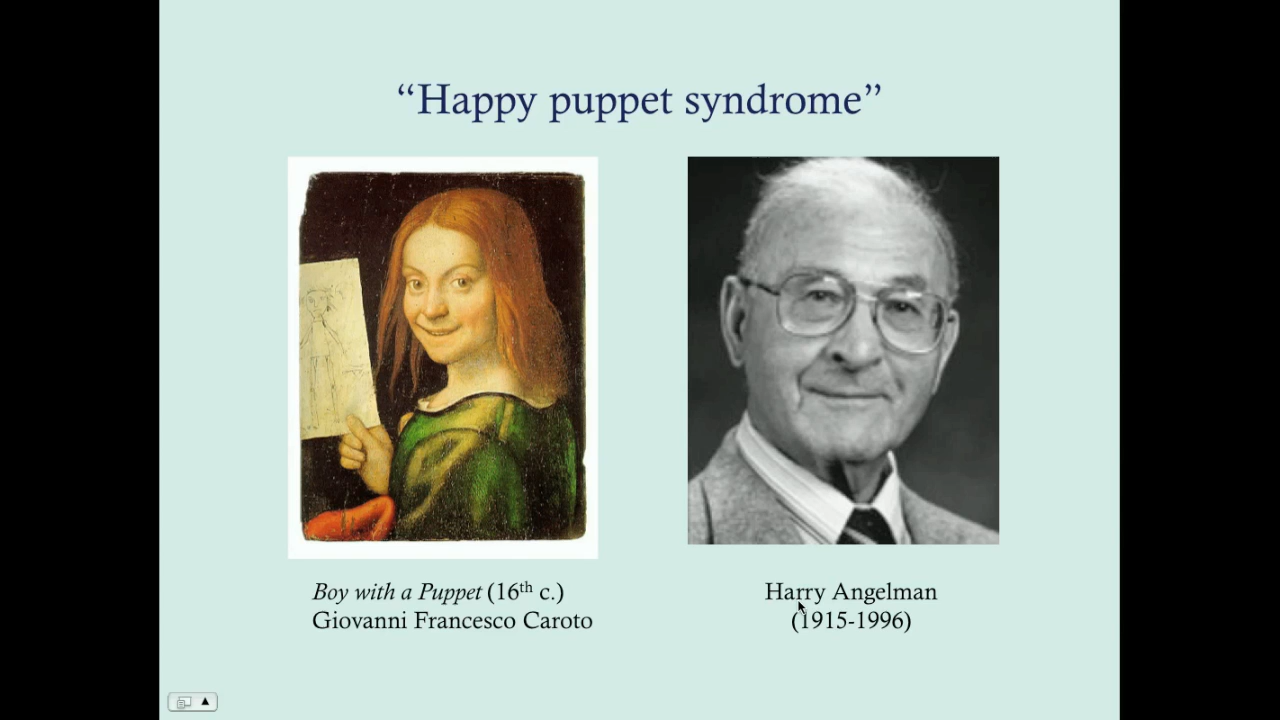 “Happy puppet syndrome”
Boy with a Puppet (16th c.)
Giovanni Francesco Caroto
Harry Angelman
(1915-1996)